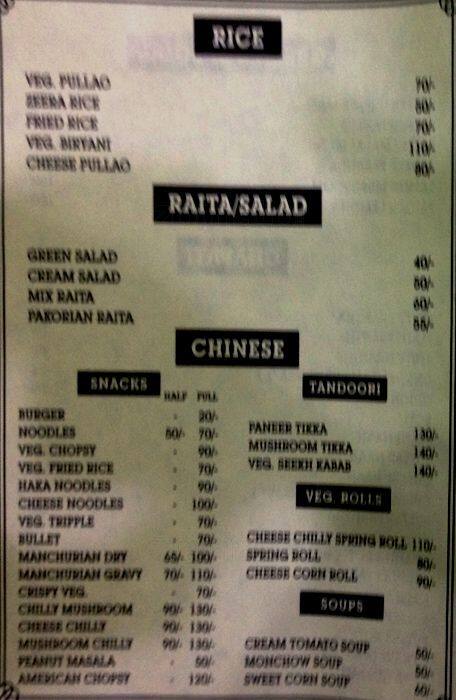 RICE
VEG. PULLAO 70/-
ZEERA RICE
FRIED RICE 70/-
VEG. BIRYANI 110/-
CHEESE PULLAO
RAITA/SALAD
GREEN SALAD 40/-
CREAM SALAD
MIX RAITA
PAKORIAN RAITA
CHINESE
SNACKS HALF FULL
BURGER - 20/-
NOODLES 50/- 70/-
VEG. CHOPSY - 90/-
VEG. FRIED RICE - 70/-
HAKA NOODLES - 90/-
CHEESE NOODLES - 100/-
VEG. TRIPPLE - 70/-
BULLET - 70/-
MANCHURIAN DRY 65/- 100/-
MANCHURIAN GRAVY 70/- 110/-
CRISPY VEG. - 70/-
CHILLY MUSHROOM 90/- 130/-
CHEESE CHILLY 90/- 130/-
MUSHROOM CHILLY 90/- 130/-
PEANUT MASALA - 50/-
AMERICAN CHOPSY - 120/-
TANDOORI
PANEER TIKKA 130/-
MUSHROOM TIKKA 140/-
VEG. SEEKH KABAB 140/-
VEG. ROLLS
CHEESE CHILLY SPRING ROLL 110/-
SPRING ROLL 80/-
CHEESE CORN ROLL 90/-
SOUPS
CREAM TOMATO SOUP 50/-
MONCHOW SOUP 50/-
SWEET CORN SOUP 60/-